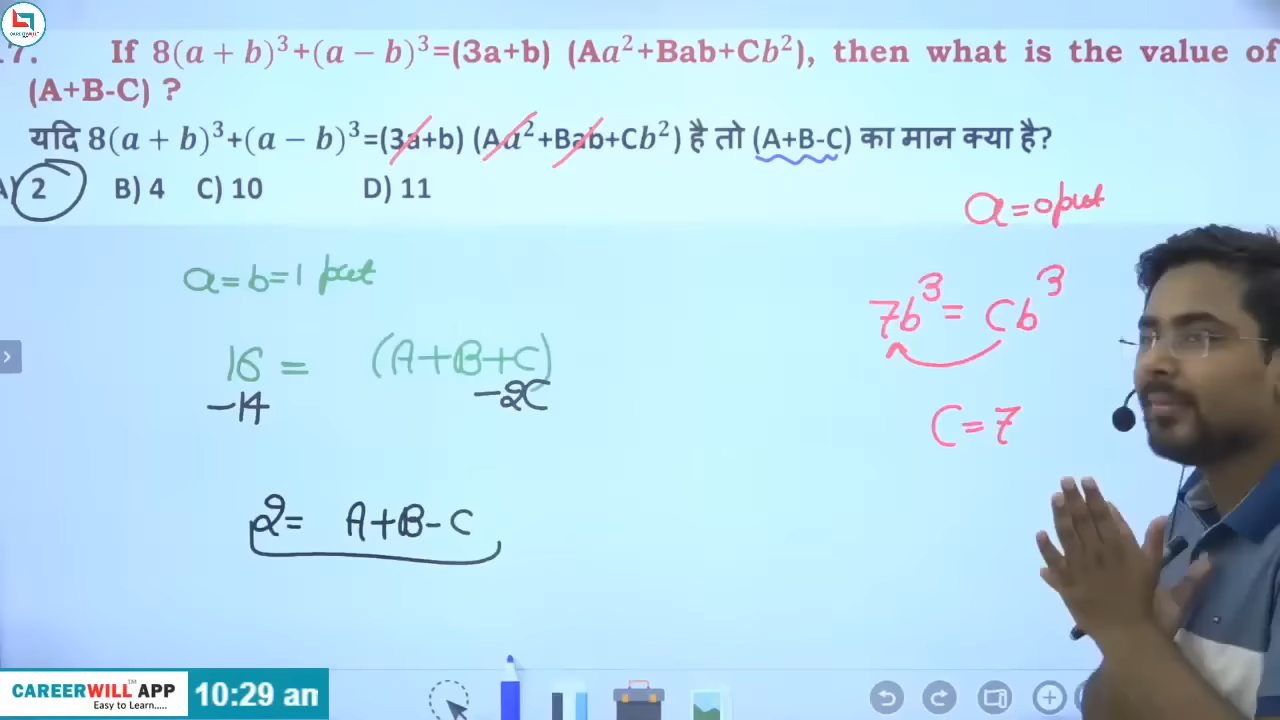 CAREERWILL
7. If 8(a + b)³+(a − b)³=(3a+b) (Aa²+Bab+Cb²), then what is the value of
(A+B-C) ?
यदि 8(a + b)³+(a − b)³=(3a+b) (Aa²+Bab+Cb²) है तो (A+B-C) का मान क्या है?
A) 2 B) 4 C) 10 D) 11
a=0 put
a=b=1 put
7b³= Cb³
16 = (A+B+C)
-14 -2C
C=7
2= A+B-C
CAREERWILL™ APP
Easy to Learn.....
10:29 an